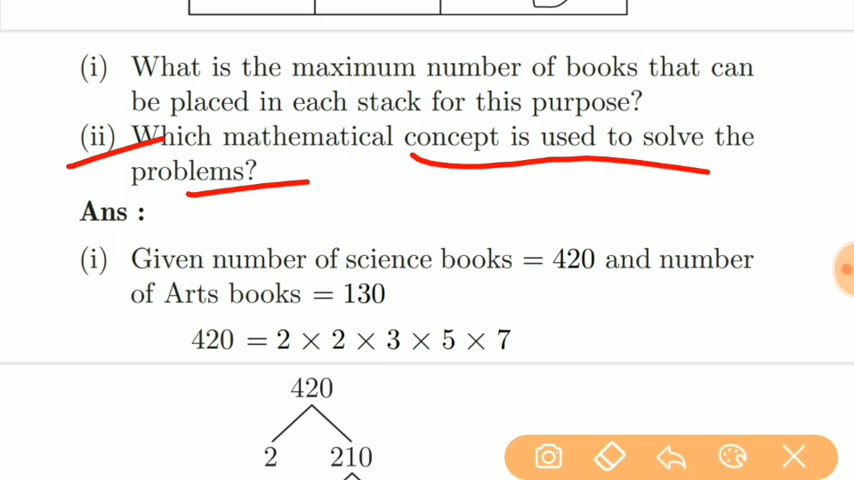 (i) What is the maximum number of books that can
be placed in each stack for this purpose?
(ii) Which mathematical concept is used to solve the
problems?
Ans :
(i) Given number of science books = 420 and number
of Arts books = 130
420 = 2 × 2 × 3 × 5 × 7
420
2 210